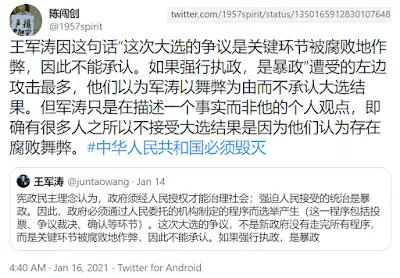 陈闯创
@1957spirit
twitter.com/1957spirit/status/1350165912830107648
王军涛因这句话“这次大选的争议是关键环节被腐败地作
弊，因此不能承认。如果强行执政，是暴政”遭受的左边
攻击最多，他们以为军涛以舞弊为由而不承认大选结
果。但军涛只是在描述一个事实而非他的个人观点，即
确有很多人之所以不接受大选结果是因为他们认为存在
腐败舞弊。#中华人民共和国必须毁灭
王军涛 @juntaowang · Jan 14
宪政民主理念认为，政府须经人民授权才能治理社会；强迫人民接受的统治是暴
政。因此，政府必须通过人民委托的机构制定的程序而选举产生（这一程序包括投
票、争议裁决、确认等环节）。这次大选的争议，不是新政府没有走完所有程序，
而是关键环节被腐败地作弊，因此不能承认。如果强行执政，是暴政
4:40 AM · Jan 16, 2021 · Twitter for Android